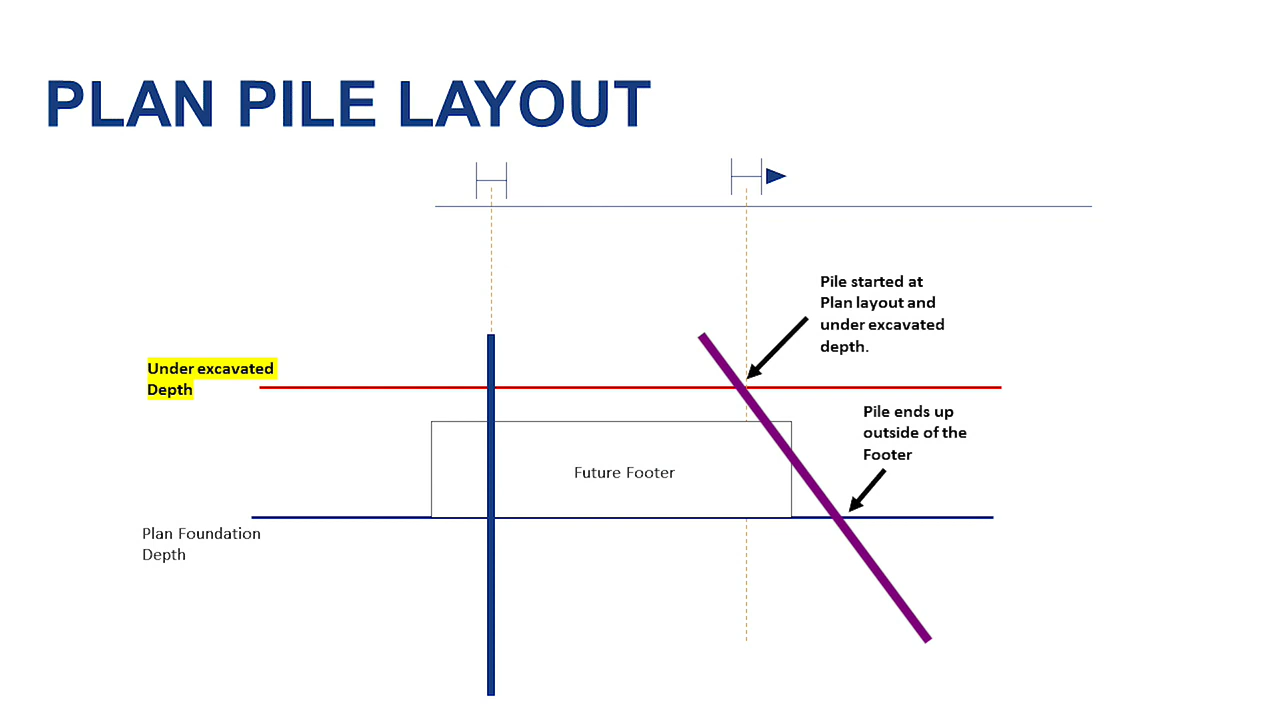 PLAN PILE LAYOUT
Pile started at
Plan layout and
under excavated
depth.
Under excavated
Depth
Pile ends up
outside of the
Footer
Future Footer
Plan Foundation
Depth